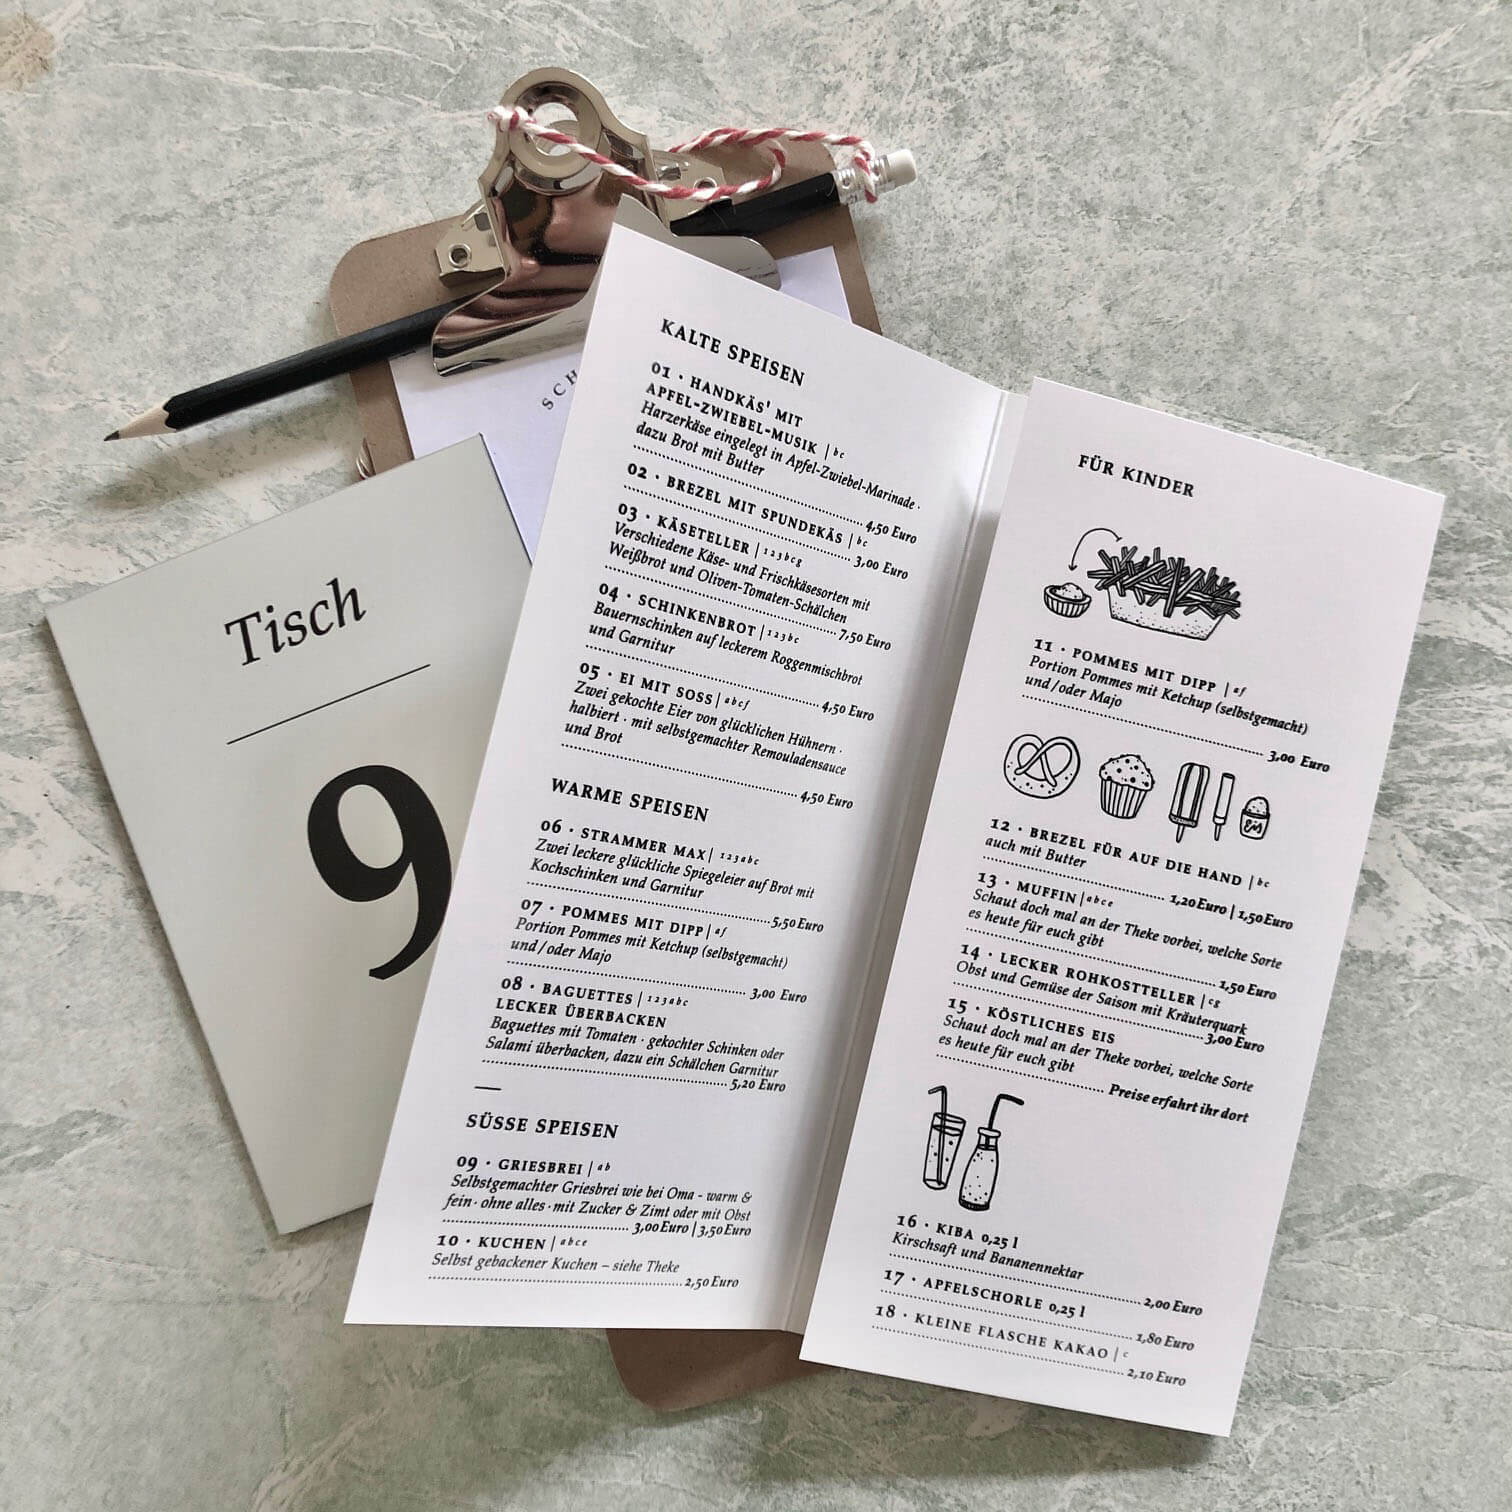 SCH
Tisch
9
KALTE SPEISEN
01 · HANDKÄS' MIT
APFEL-ZWIEBEL-MUSIK | bc
Harzerkäse eingelegt in Apfel-Zwiebel-Marinade ·
dazu Brot mit Butter
4,50 Euro
02 · BREZEL MIT SPUNDEKÄS | bc
3,00 Euro
03 · KÄSETELLER | 123bcg
Verschiedene Käse- und Frischkäsesorten mit
Weißbrot und Oliven-Tomaten-Schälchen
7,50 Euro
04 · SCHINKENBROT | 123bc
Bauernschinken auf leckerem Roggenmischbrot
und Garnitur
4,50 Euro
05 · EI MIT SOSS | abcf
Zwei gekochte Eier von glücklichen Hühnern ·
halbiert · mit selbstgemachter Remouladensauce
und Brot
4,50 Euro
WARME SPEISEN
06 · STRAMMER MAX | 123abc
Zwei leckere glückliche Spiegeleier auf Brot mit
Kochschinken und Garnitur
5,50 Euro
07 · POMMES MIT DIPP | af
Portion Pommes mit Ketchup (selbstgemacht)
und/oder Majo
3,00 Euro
08 · BAGUETTES | 123abc
LECKER ÜBERBACKEN
Baguettes mit Tomaten · gekochter Schinken oder
Salami überbacken, dazu ein Schälchen Garnitur
5,20 Euro
SÜSSE SPEISEN
09 · GRIESBREI | ab
Selbstgemachter Griesbrei wie bei Oma - warm &
fein · ohne alles · mit Zucker & Zimt oder mit Obst
3,00 Euro | 3,50 Euro
10 · KUCHEN | abce
Selbst gebackener Kuchen – siehe Theke
2,50 Euro
FÜR KINDER
11 · POMMES MIT DIPP | af
Portion Pommes mit Ketchup (selbstgemacht)
und/oder Majo
3,00 Euro
Eis
12 · BREZEL FÜR AUF DIE HAND | bc
auch mit Butter
1,20 Euro | 1,50 Euro
13 · MUFFIN | abce
Schaut doch mal an der Theke vorbei, welche Sorte
es heute für euch gibt
1,50 Euro
14 · LECKER ROHKOSTTELLER | cg
Obst und Gemüse der Saison mit Kräuterquark
3,00 Euro
15 · KÖSTLICHES EIS
Schaut doch mal an der Theke vorbei, welche Sorte
es heute für euch gibt
Preise erfahrt ihr dort
16 · KIBA 0,25 l
Kirschsaft und Bananennektar
2,00 Euro
17 · APFELSCHORLE 0,25 l
1,80 Euro
18 · KLEINE FLASCHE KAKAO | c
2,10 Euro